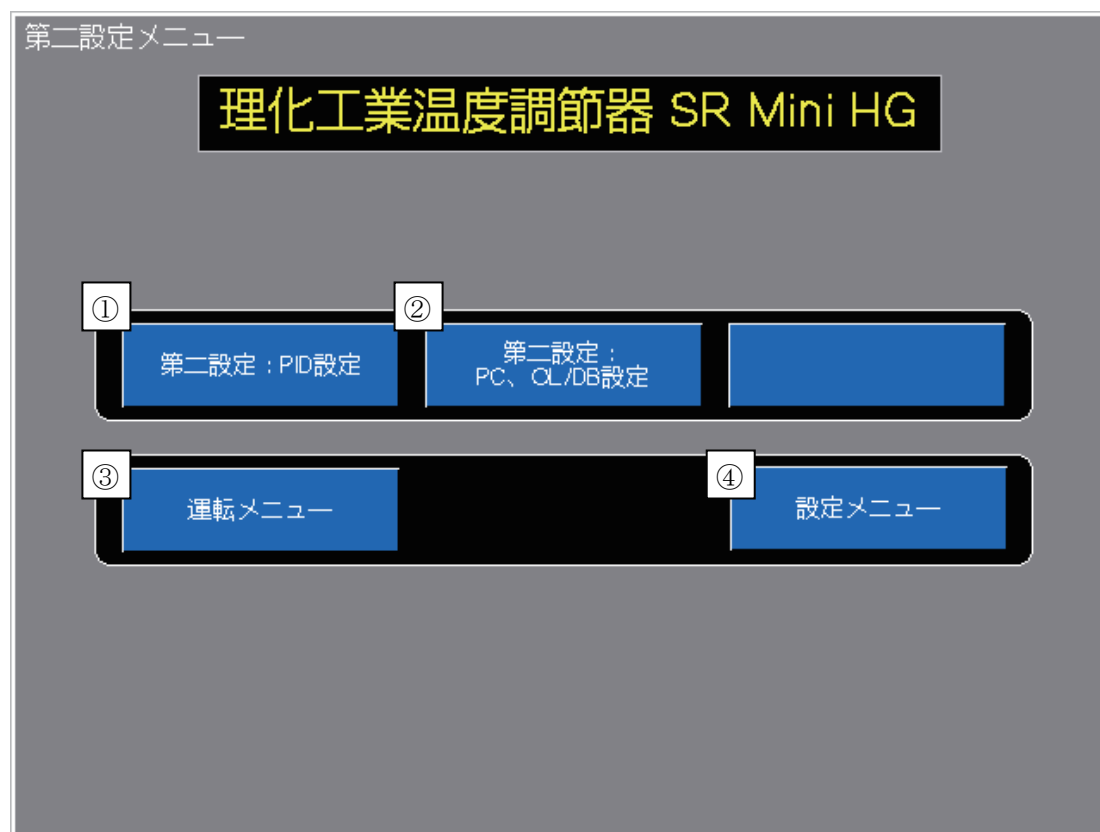 第二設定メニュー
理化工業温度調節器 SR Mini HG
①
②
第二設定：PID設定
第二設定：
PC、OL/DB設定
③
④
運転メニュー
設定メニュー